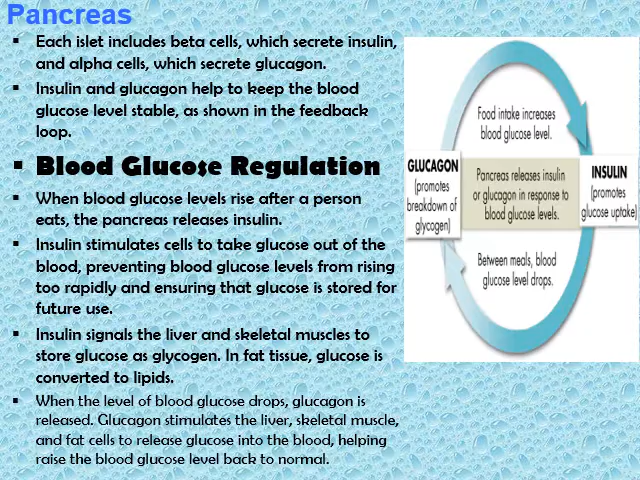 Pancreas
▪ Each islet includes beta cells, which secrete insulin,
and alpha cells, which secrete glucagon.
▪ Insulin and glucagon help to keep the blood
glucose level stable, as shown in the feedback
loop.
▪ Blood Glucose Regulation
▪ When blood glucose levels rise after a person
eats, the pancreas releases insulin.
▪ Insulin stimulates cells to take glucose out of the
blood, preventing blood glucose levels from rising
too rapidly and ensuring that glucose is stored for
future use.
▪ Insulin signals the liver and skeletal muscles to
store glucose as glycogen. In fat tissue, glucose is
converted to lipids.
▪ When the level of blood glucose drops, glucagon is
released. Glucagon stimulates the liver, skeletal muscle,
and fat cells to release glucose into the blood, helping
raise the blood glucose level back to normal.
Food intake increases
blood glucose level.
GLUCAGON
(promotes
breakdown of
glycogen)
Pancreas releases insulin
or glucagon in response to
blood glucose levels.
INSULIN
(promotes
glucose uptake)
Between meals, blood
glucose level drops.